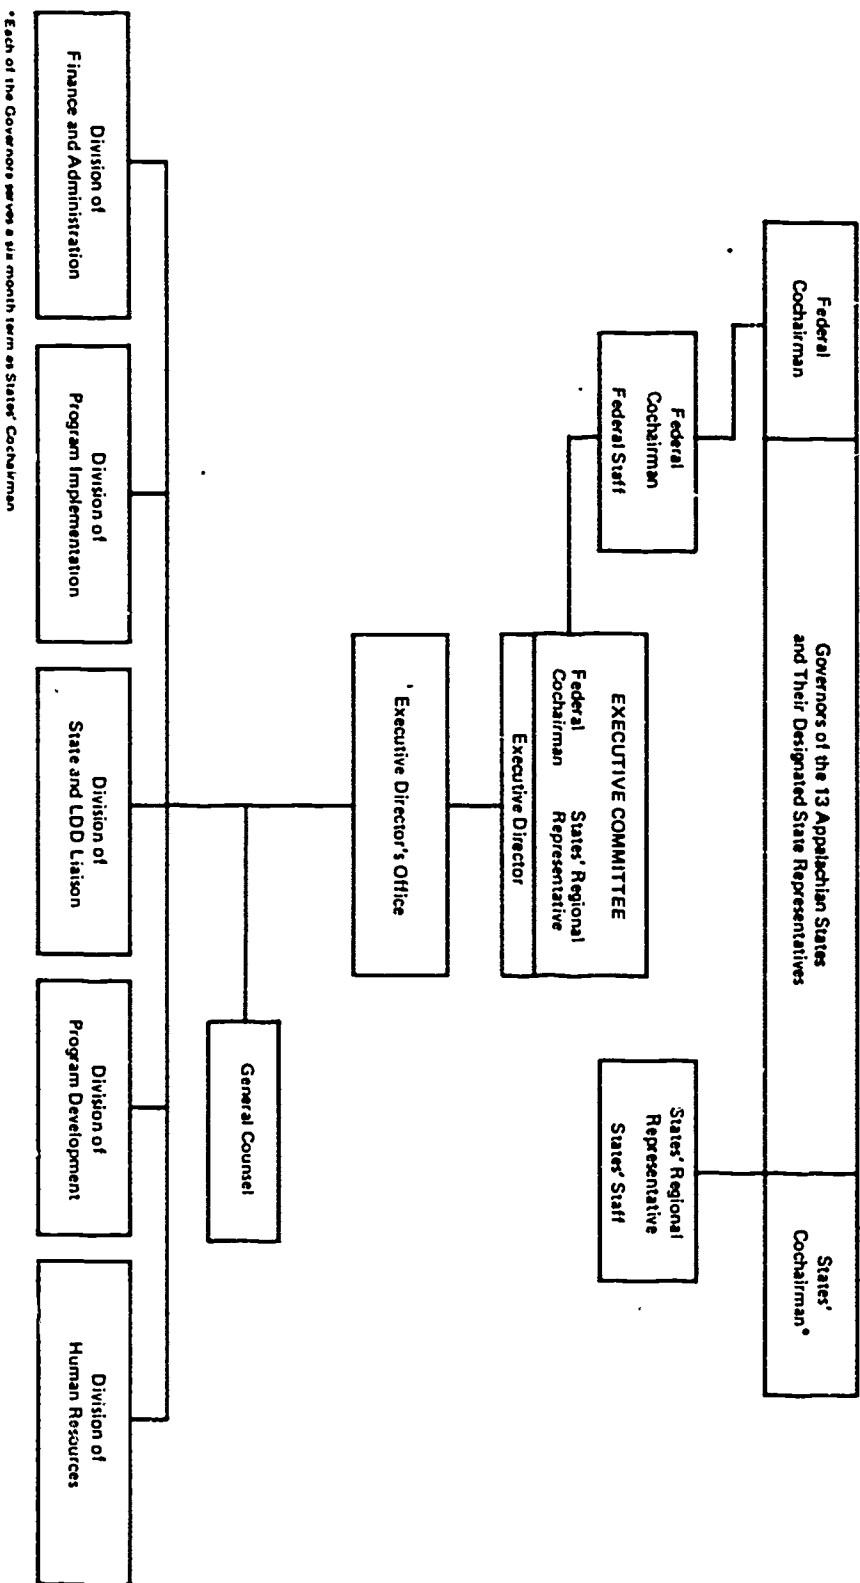 Federal
Cochairman
Governors of the 13 Appalachian States
and Their Designated State Representatives
States'
Cochairman*
Federal
Cochairman
Federal Staff
States' Regional
Representative
States' Staff
EXECUTIVE COMMITTEE
Federal
Cochairman
States' Regional
Representative
Executive Director
Executive Director's Office
General Counsel
Division of
Finance and Administration
Division of
Program Implementation
Division of
State and LDD Liaison
Division of
Program Development
Division of
Human Resources
*Each of the Governors serves a six month term as States' Cochairman